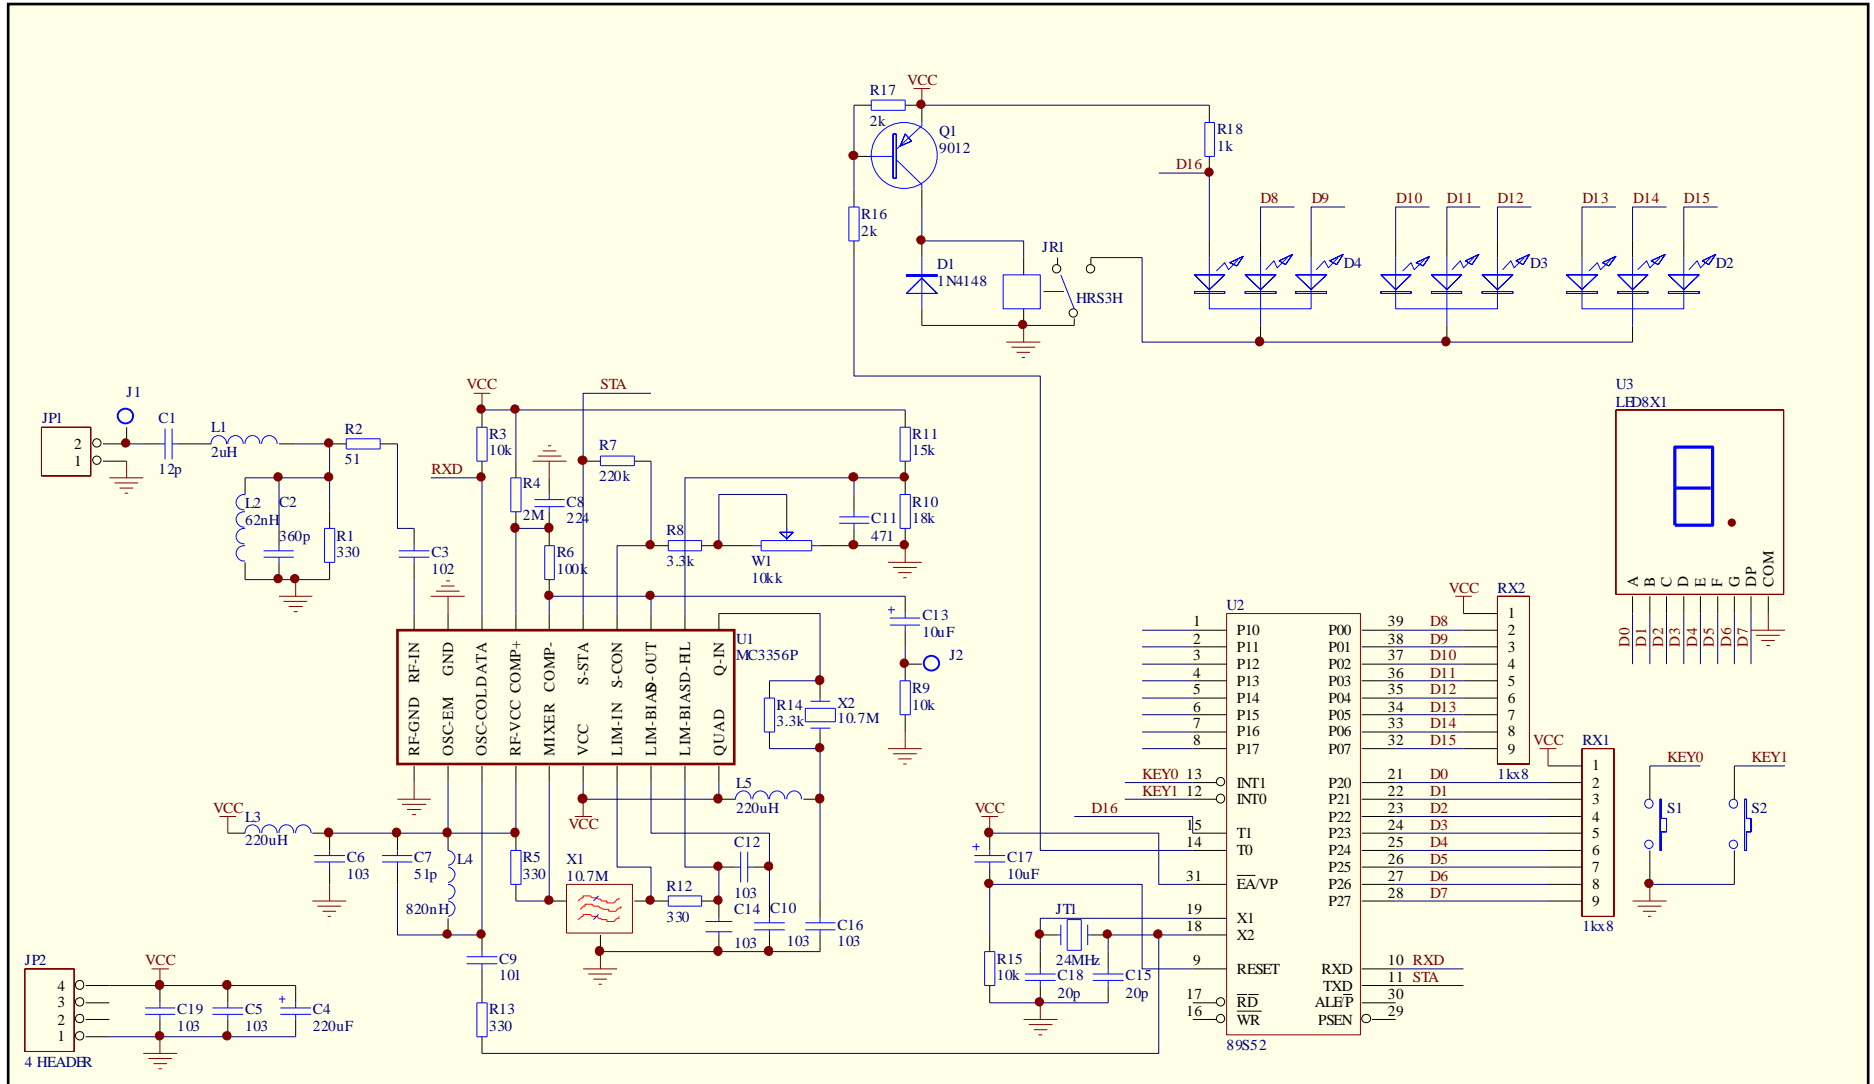 VCC
R17
2k
Q1
9012
R18
1k
D16
R16
2k
D8
D9
D10
D11
D12
D13
D14
D15
JR1
D1
1N4148
HRS3H
D4
D3
D2
U3
LED8X1
A
B
C
D
E
F
G
DP
COM
D0
D1
D2
D3
D4
D5
D6
D7
JP1
2
1
J1
C1
12p
L1
2uH
R2
51
L2
62nH
C2
360p
R1
330
C3
102
VCC
STA
R3
10k
RXD
R4
2M
C8
224
R7
220k
R6
100k
R8
3.3k
W1
10kk
R11
15k
R10
18k
C11
471
C13
+
10uF
J2
R9
10k
U1
MC3356P
RF-IN
GND
OSC-COLDATA
RF-VCC COMP+
MIXER COMP-
S-STA
S-CON
LIM-BIAS
D-OUT
LIM-BIASD-HL
Q-IN
RF-GND
OSC-EM
VCC
LIM-IN
QUAD
R14
3.3k
X2
10.7M
L5
220uH
VCC
VCC
L3
220uH
C6
103
C7
51p
L4
820nH
R5
330
X1
10.7M
R12
330
C12
103
C14
103
C10
103
C16
103
C9
101
R13
330
JP2
4
3
2
1
4 HEADER
VCC
C19
103
C5
103
C4
+
220uF
VCC
C17
+
10uF
R15
10k
JT1
24MHz
C18
20p
C15
20p
KEY0
KEY1
D16
U2
1 P10 P00 39 D8
2 P11 P01 38 D9
3 P12 P02 37 D10
4 P13 P03 36 D11
5 P14 P04 35 D12
6 P15 P05 34 D13
7 P16 P06 33 D14
8 P17 P07 32 D15
13 INT1 P20 21 D0
12 INT0 P21 22 D1
P22 23 D2
15 T1 P23 24 D3
14 T0 P24 25 D4
P25 26 D5
31 EA/VP P26 27 D6
P27 28 D7
19 X1
18 X2
9 RESET RXD 10 RXD
TXD 11 STA
17 RD ALE/P 30
16 WR PSEN 29
89S52
VCC
RX2
1
2
3
4
5
6
7
8
9
1kx8
VCC
RX1
1
2
3
4
5
6
7
8
9
1kx8
KEY0
KEY1
S1
S2